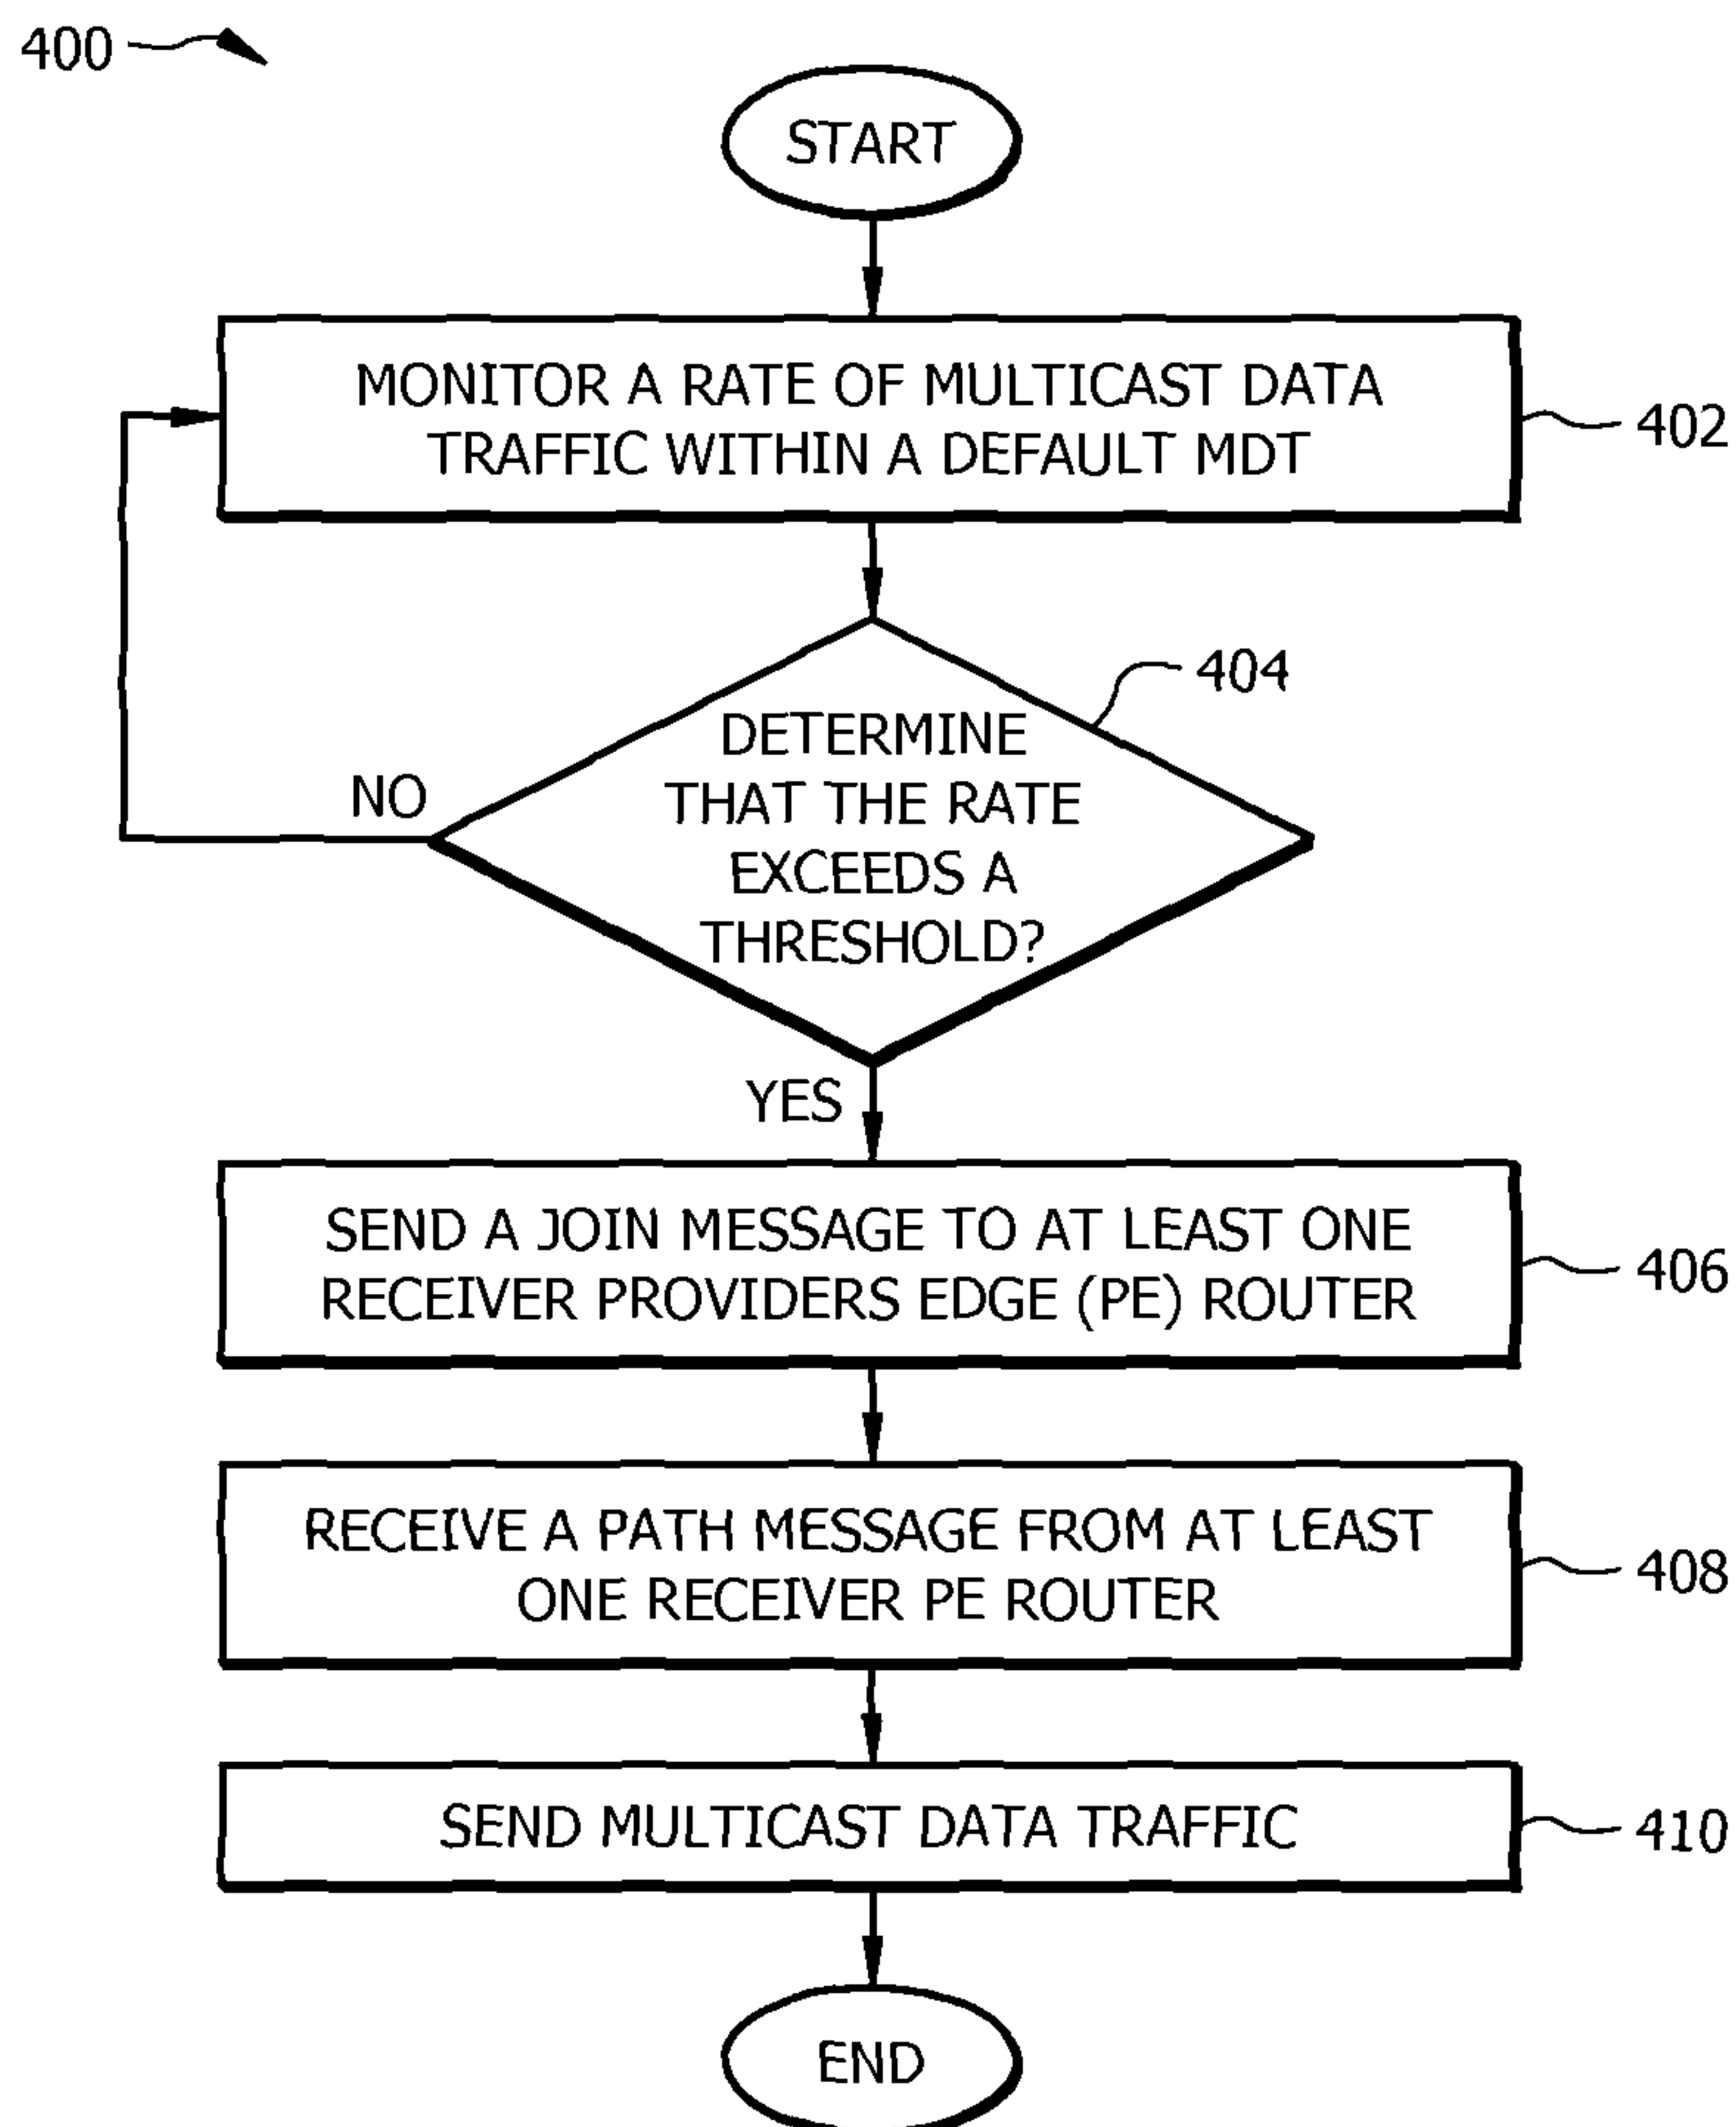 400
START
MONITOR A RATE OF MULTICAST DATA
TRAFFIC WITHIN A DEFAULT MDT
402
404
DETERMINE
THAT THE RATE
EXCEEDS A
THRESHOLD?
NO
YES
SEND A JOIN MESSAGE TO AT LEAST ONE
RECEIVER PROVIDERS EDGE (PE) ROUTER
406
RECEIVE A PATH MESSAGE FROM AT LEAST
ONE RECEIVER PE ROUTER
408
SEND MULTICAST DATA TRAFFIC
410
END